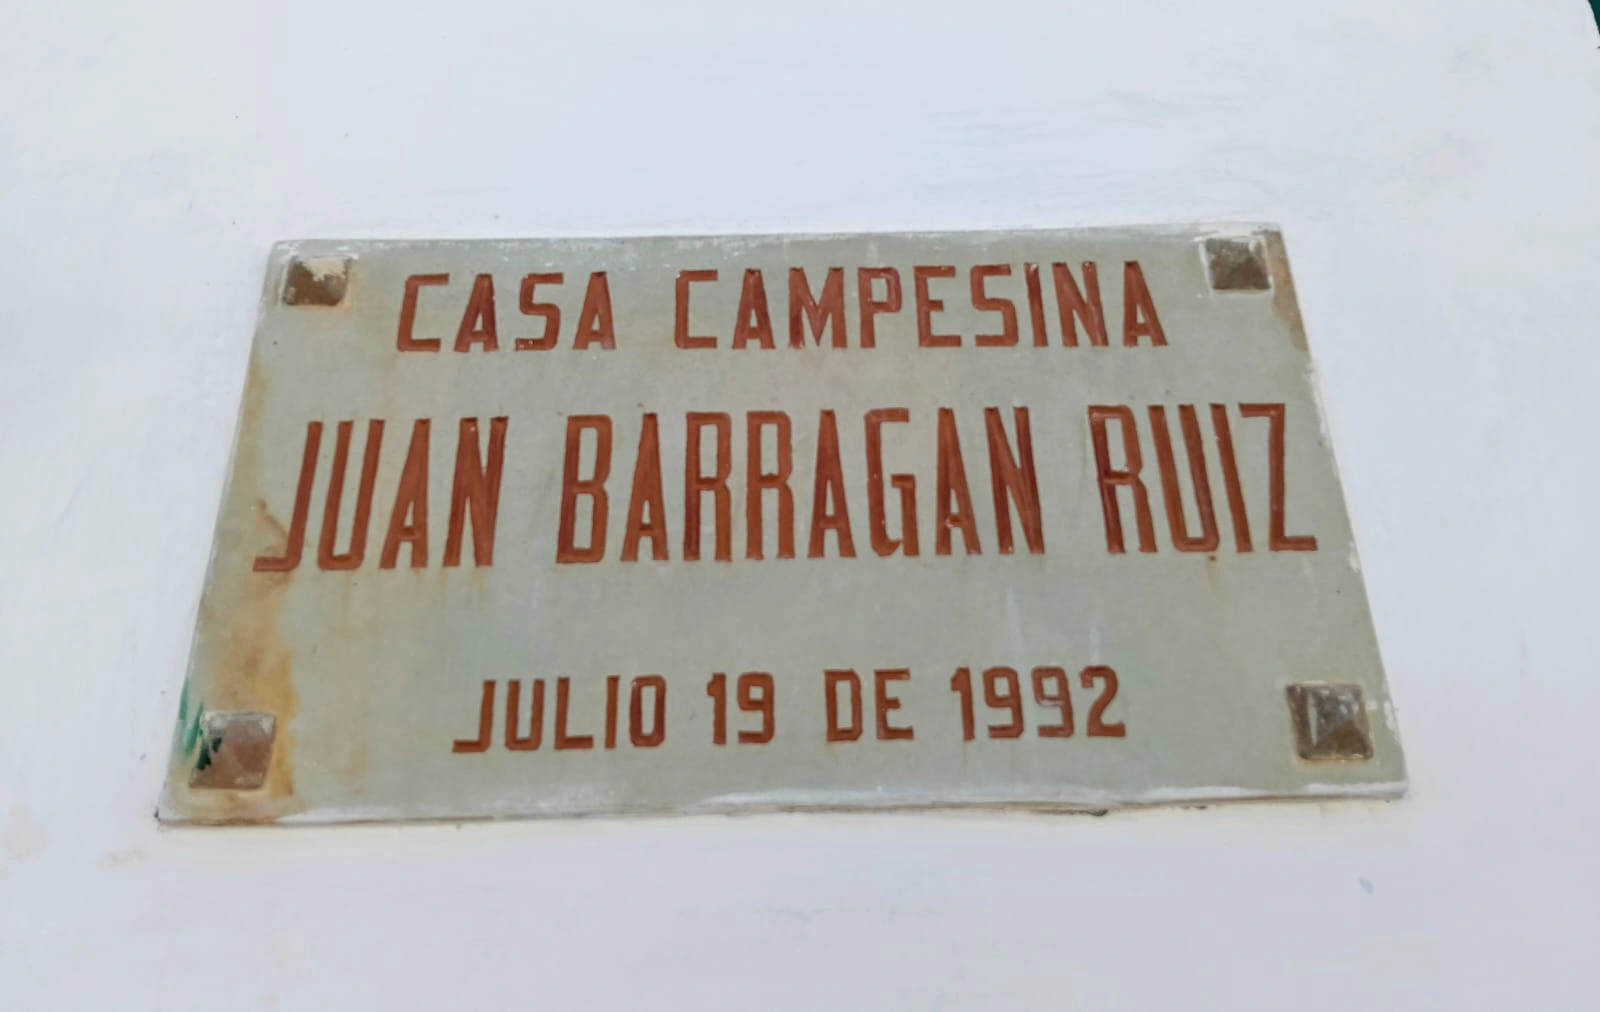 CASA CAMPESINA
JUAN BARRAGAN RUIZ
JULIO 19 DE 1992